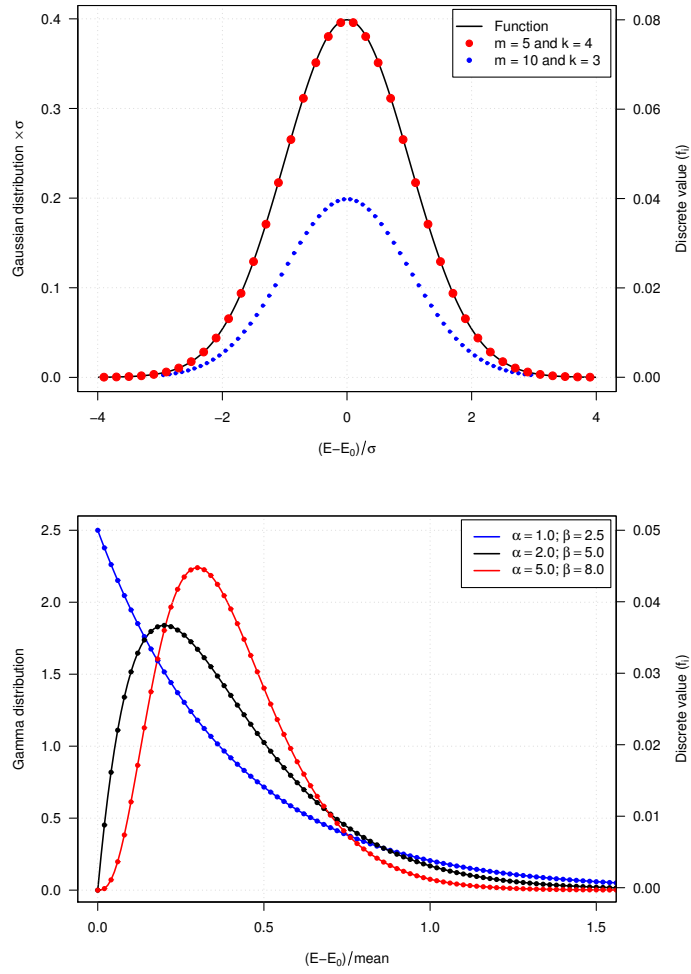 Function
m = 5 and k = 4
m = 10 and k = 3
0.4
0.3
0.2
0.1
0.0
Gaussian distribution ×σ
0.08
0.06
0.04
0.02
0.00
Discrete value (fᵢ)
−4
−2
0
2
4
(E−E₀)/σ
α = 1.0; β = 2.5
α = 2.0; β = 5.0
α = 5.0; β = 8.0
2.5
2.0
1.5
1.0
0.5
0.0
Gamma distribution
0.05
0.04
0.03
0.02
0.01
0.00
Discrete value (fᵢ)
0.0
0.5
1.0
1.5
(E−E₀)/mean